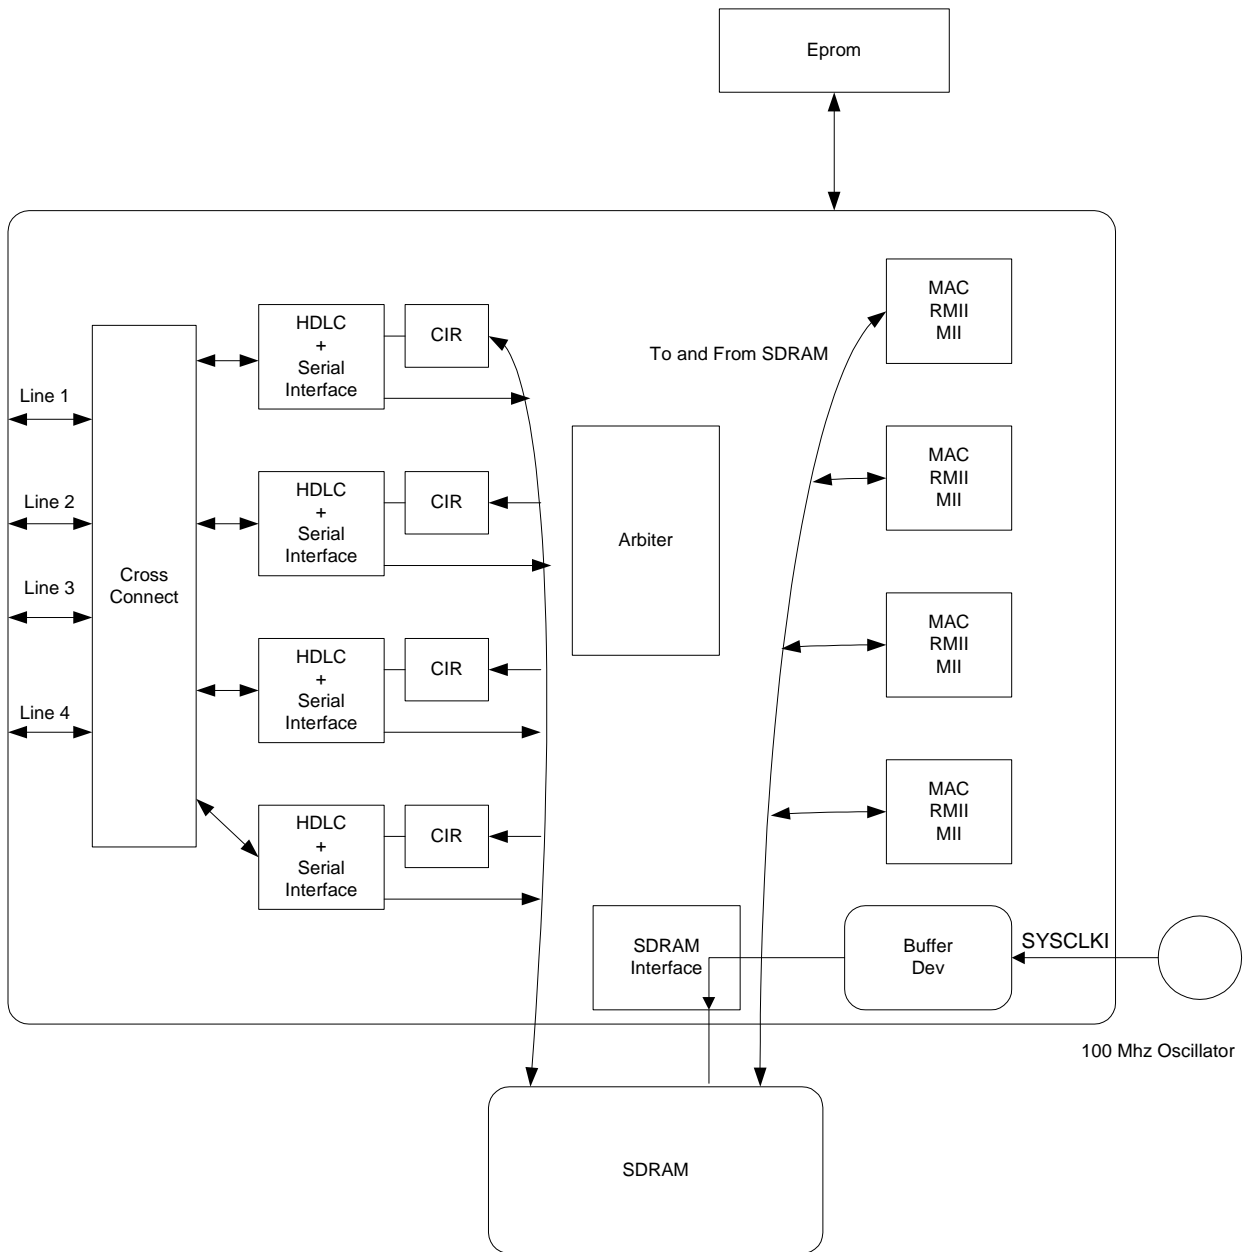 Eprom
MAC
RMII
MII
HDLC
+
Serial
Interface
CIR
To and From SDRAM
Line 1
MAC
RMII
MII
HDLC
+
Serial
Interface
CIR
Line 2
Arbiter
Cross
Connect
Line 3
MAC
RMII
MII
HDLC
+
Serial
Interface
CIR
Line 4
MAC
RMII
MII
HDLC
+
Serial
Interface
CIR
SDRAM
Interface
Buffer
Dev
SYSCLKI
100 Mhz Oscillator
SDRAM